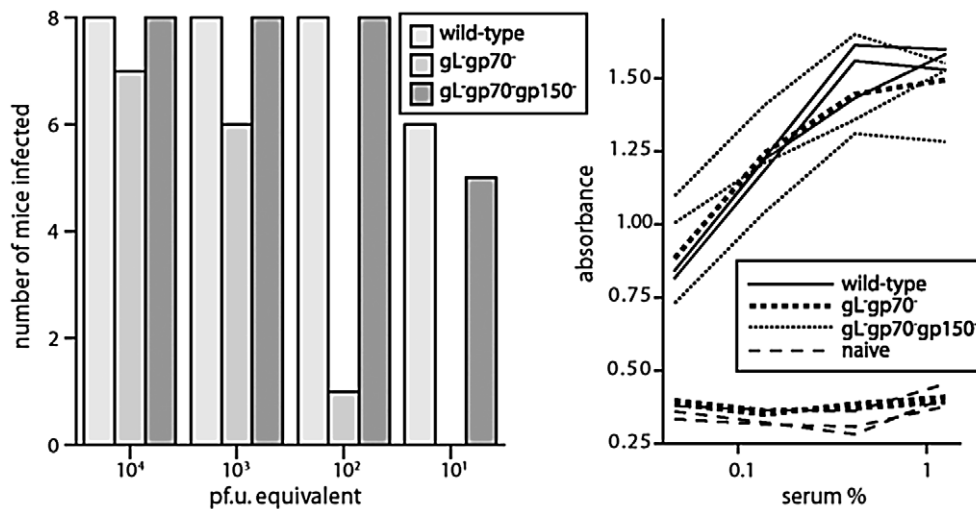 8
6
4
2
0
number of mice infected
wild-type
gL⁻gp70⁻
gL⁻gp70⁻gp150⁻
10⁴
10³
10²
10¹
p.f.u. equivalent
1.50
1.25
1.00
0.75
0.50
0.25
absorbance
wild-type
gL⁻gp70⁻
gL⁻gp70⁻gp150⁻
naive
0.1
1
serum %